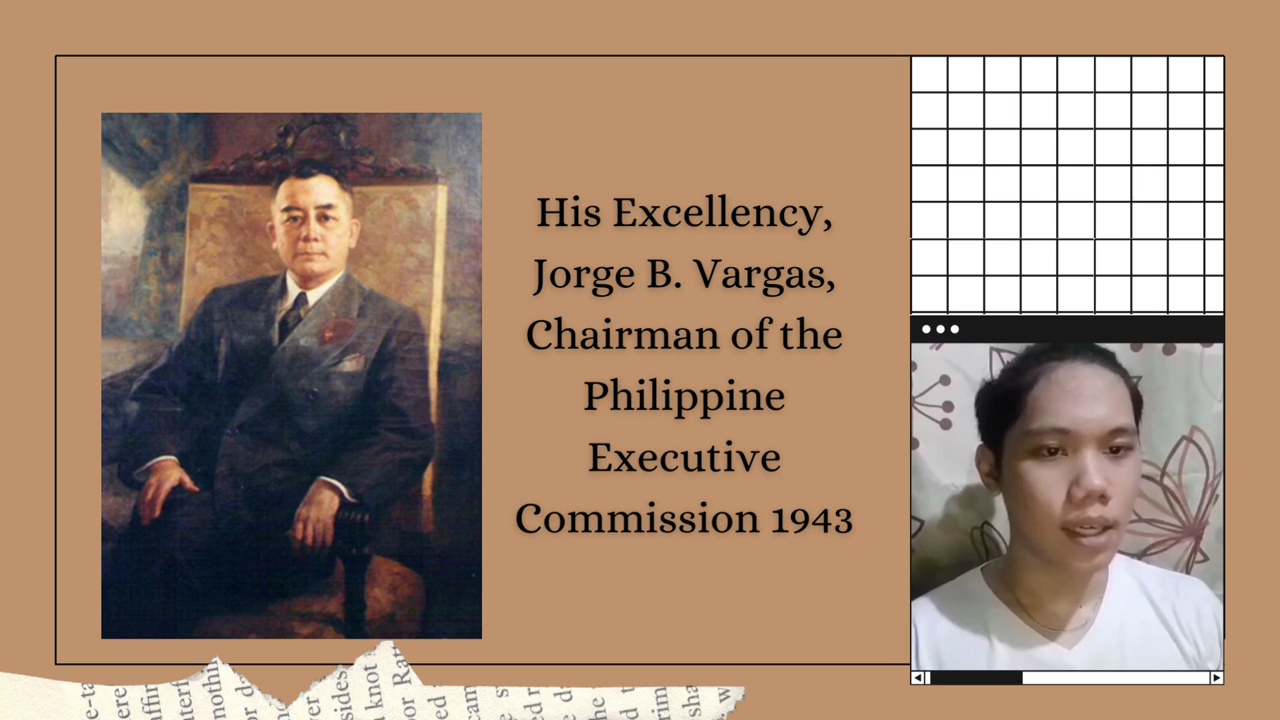 His Excellency,
Jorge B. Vargas,
Chairman of the
Philippine
Executive
Commission 1943